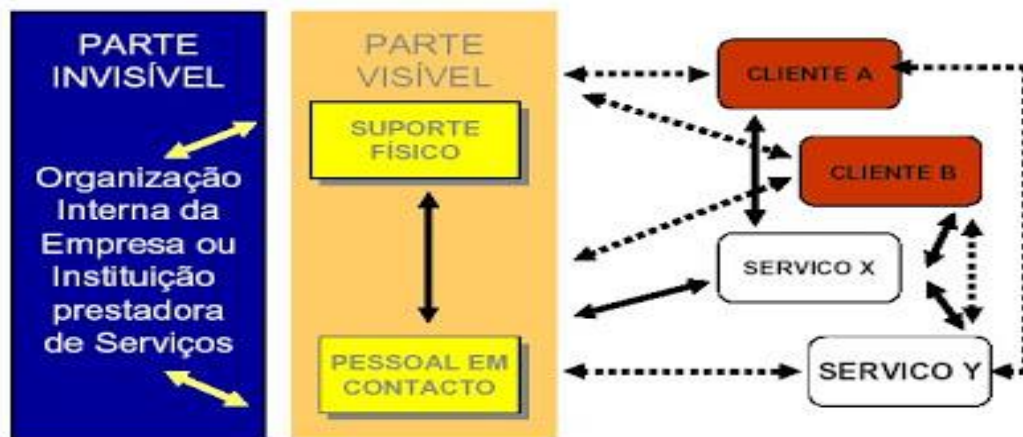 PARTE
INVISÍVEL
Organização
Interna da
Empresa ou
Instituição
prestadora
de Serviços
PARTE
VISÍVEL
SUPORTE
FÍSICO
PESSOAL EM
CONTACTO
CLIENTE A
CLIENTE B
SERVICO X
SERVICO Y